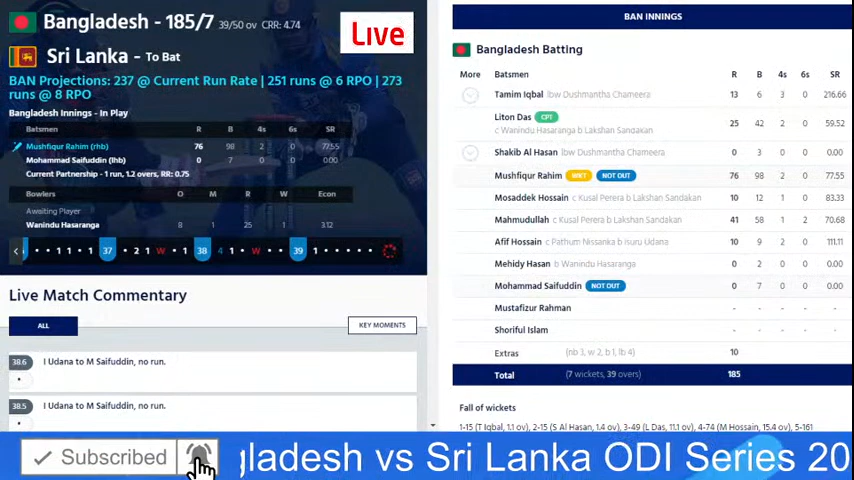 Bangladesh - 185/7 39/50 ov CRR: 4.74
Live
Sri Lanka - To Bat
BAN Projections: 237 @ Current Run Rate | 251 runs @ 6 RPO | 273
runs @ 8 RPO
Bangladesh Innings - In Play
Batsmen R B 4s 6s SR
Mushfiqur Rahim (rhb) 76 98 2 0 77.55
Mohammad Saifuddin (lhb) 0 7 0 0 0.00
Current Partnership - 1 run, 1.2 overs, RR: 0.75
Bowlers O M R W Econ
Awaiting Player
Wanindu Hasaranga 8 1 25 1 3.12
< • • 1 1 • 1 37 • 2 1 W • 1 38 4 1 • W • • 39 1 • • • • •
Live Match Commentary
ALL
KEY MOMENTS
38.6 I Udana to M Saifuddin, no run.
•
38.5 I Udana to M Saifuddin, no run.
BAN INNINGS
Bangladesh Batting
More Batsmen R B 4s 6s SR
Tamim Iqbal lbw Dushmantha Chameera 13 6 3 0 216.66
Liton Das CPT
c Wanindu Hasaranga b Lakshan Sandakan 25 42 2 0 59.52
Shakib Al Hasan lbw Dushmantha Chameera 0 3 0 0 0.00
Mushfiqur Rahim WKT NOT OUT 76 98 2 0 77.55
Mosaddek Hossain c Kusal Perera b Lakshan Sandakan 10 12 1 0 83.33
Mahmudullah c Kusal Perera b Lakshan Sandakan 41 58 1 2 70.68
Afif Hossain c Pathum Nissanka b Isuru Udana 10 9 2 0 111.11
Mehidy Hasan b Wanindu Hasaranga 0 2 0 0 0.00
Mohammad Saifuddin NOT OUT 0 7 0 0 0.00
Mustafizur Rahman - - - - -
Shoriful Islam - - - - -
Extras (nb 3, w 2, b 1, lb 4) 10
Total (7 wickets, 39 overs) 185
Fall of wickets
1-15 (T Iqbal, 1.1 ov), 2-15 (S Al Hasan, 1.4 ov), 3-49 (L Das, 11.1 ov), 4-74 (M Hossain, 15.4 ov), 5-161
Subscribed
gladesh vs Sri Lanka ODI Series 20